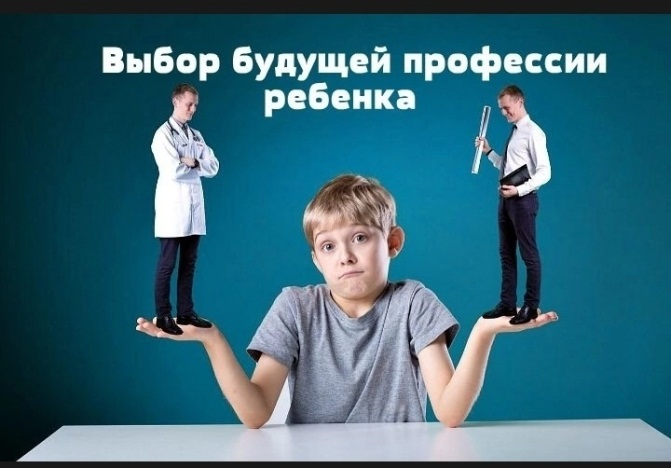 Выбор будущей профессии
ребенка